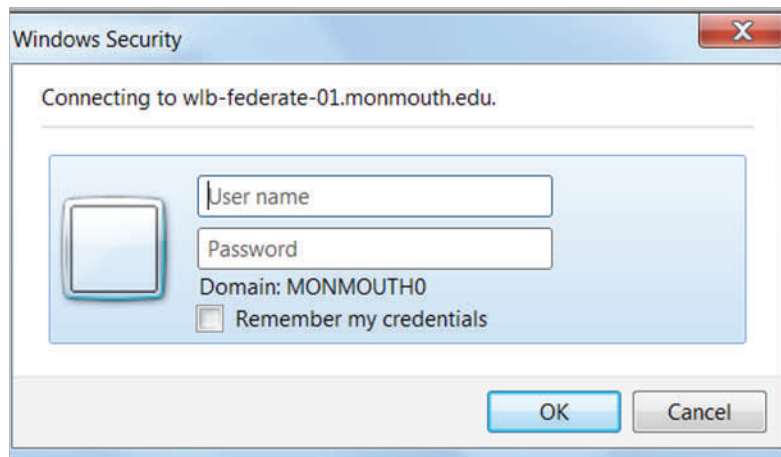 Windows Security
Connecting to wlb-federate-01.monmouth.edu.
User name
Password
Domain: MONMOUTH0
Remember my credentials
OK
Cancel